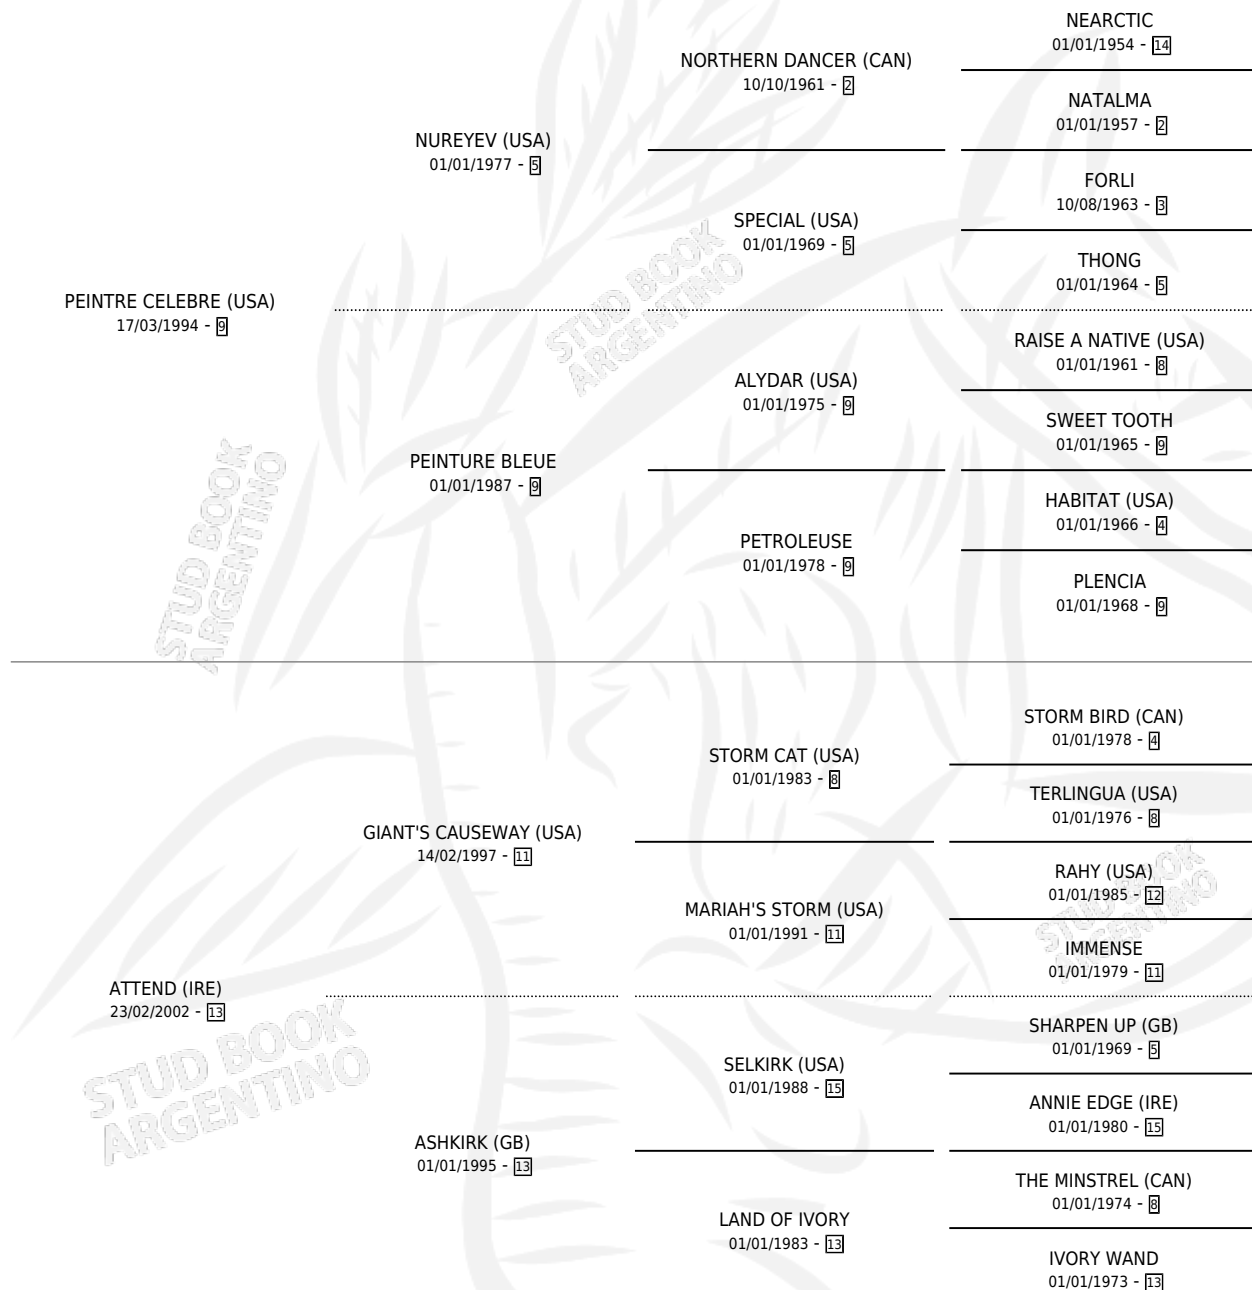 NEARCTIC
01/01/1954 - 14
NORTHERN DANCER (CAN)
10/10/1961 - 2
NATALMA
01/01/1957 - 2
NUREYEV (USA)
01/01/1977 - 5
FORLI
10/08/1963 - 3
SPECIAL (USA)
01/01/1969 - 5
THONG
01/01/1964 - 5
PEINTRE CELEBRE (USA)
17/03/1994 - 9
RAISE A NATIVE (USA)
01/01/1961 - 8
ALYDAR (USA)
01/01/1975 - 9
SWEET TOOTH
01/01/1965 - 9
PEINTURE BLEUE
01/01/1987 - 9
HABITAT (USA)
01/01/1966 - 4
PETROLEUSE
01/01/1978 - 9
PLENCIA
01/01/1968 - 9
STORM BIRD (CAN)
01/01/1978 - 4
STORM CAT (USA)
01/01/1983 - 8
TERLINGUA (USA)
01/01/1976 - 8
GIANT'S CAUSEWAY (USA)
14/02/1997 - 11
RAHY (USA)
01/01/1985 - 12
MARIAH'S STORM (USA)
01/01/1991 - 11
IMMENSE
01/01/1979 - 11
ATTEND (IRE)
23/02/2002 - 13
SHARPEN UP (GB)
01/01/1969 - 5
SELKIRK (USA)
01/01/1988 - 15
ANNIE EDGE (IRE)
01/01/1980 - 15
ASHKIRK (GB)
01/01/1995 - 13
THE MINSTREL (CAN)
01/01/1974 - 8
LAND OF IVORY
01/01/1983 - 13
IVORY WAND
01/01/1973 - 13
STUD BOOK
ARGENTINO
STUD BOOK
ARGENTINO
STUD BOOK
ARGENTINO
STUD BOOK
ARGENTINO